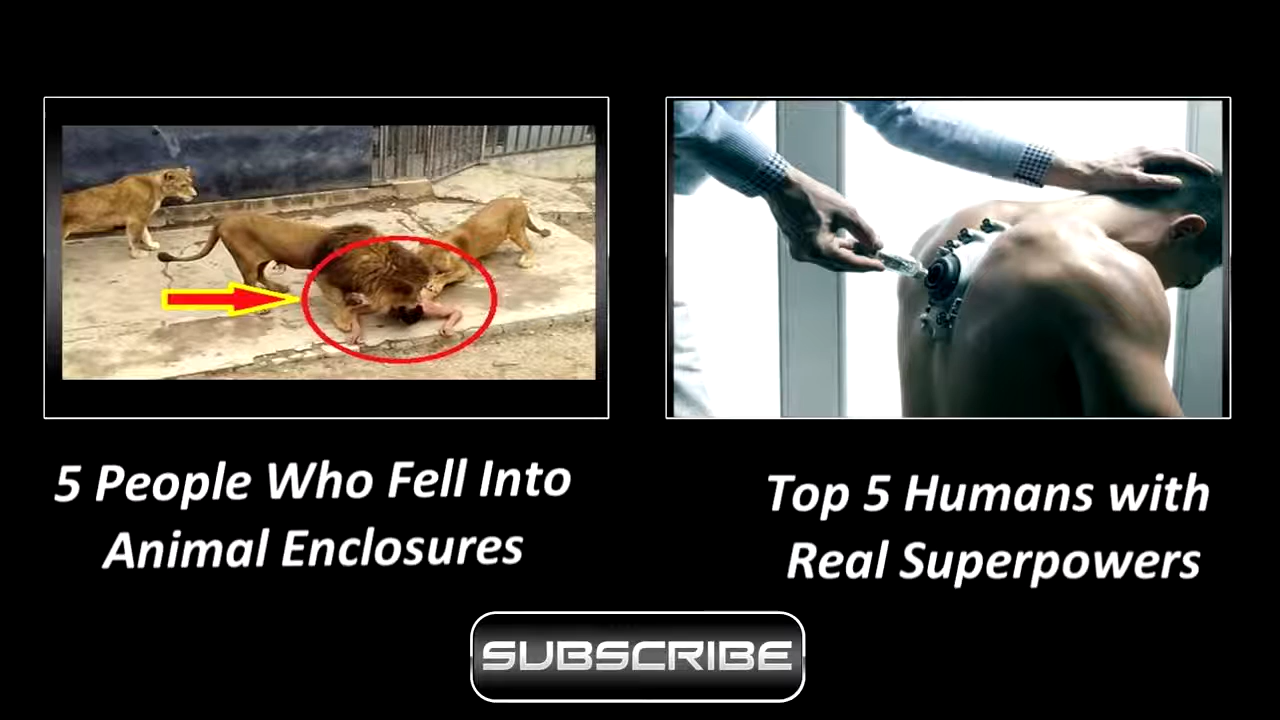 5 People Who Fell Into
Animal Enclosures
Top 5 Humans with
Real Superpowers
SUBSCRIBE